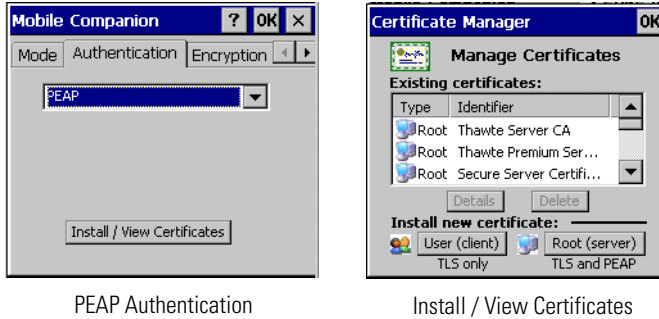 Mobile Companion ? OK ×
Mode Authentication Encryption
PEAP
Install / View Certificates
PEAP Authentication
Certificate Manager OK
Manage Certificates
Existing certificates:
Type Identifier
Root Thawte Server CA
Root Thawte Premium Ser...
Root Secure Server Certifi...
Details Delete
Install new certificate:
User (client) Root (server)
TLS only TLS and PEAP
Install / View Certificates